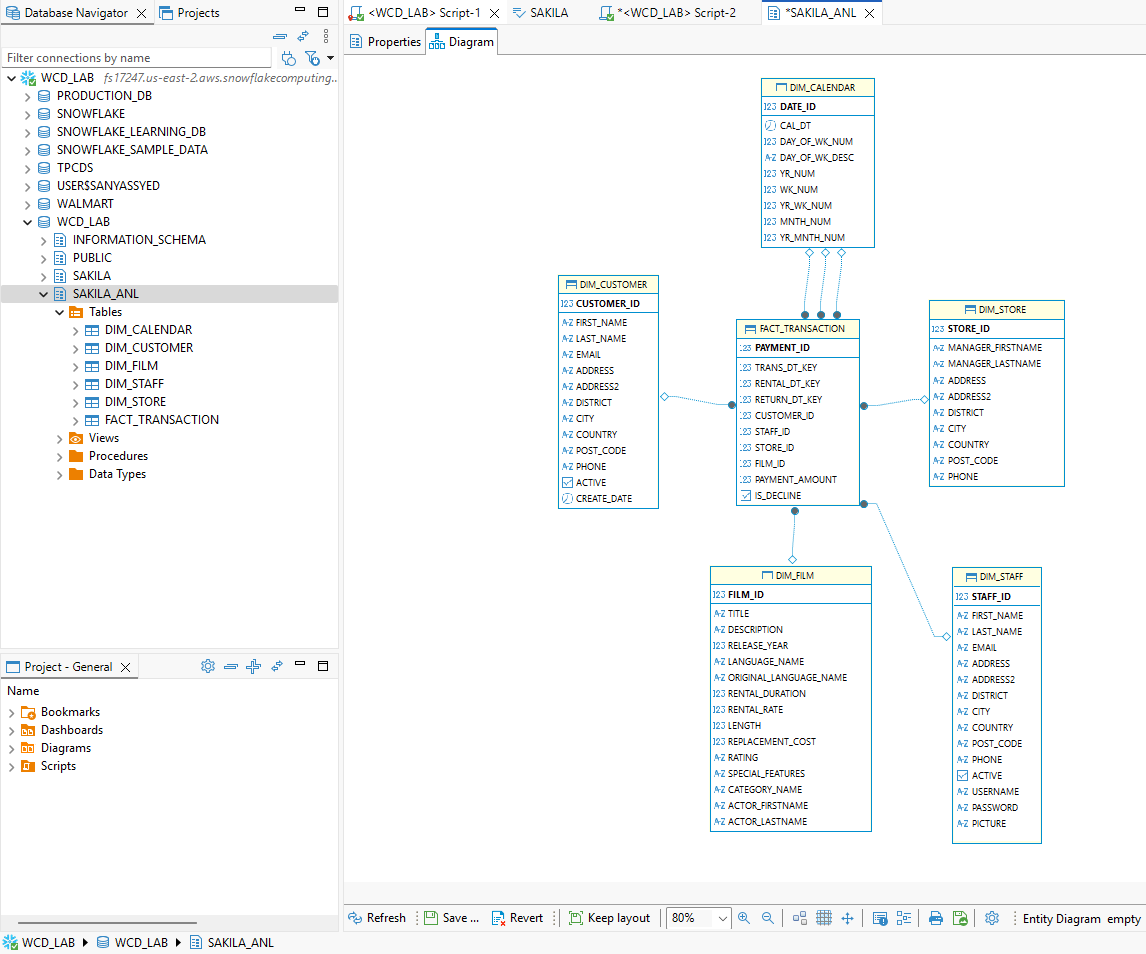 Database Navigator
Projects
Filter connections by name
WCD_LAB fs17247.us-east-2.aws.snowflakecomputing...
PRODUCTION_DB
SNOWFLAKE
SNOWFLAKE_LEARNING_DB
SNOWFLAKE_SAMPLE_DATA
TPCDS
USER$SANYASSYED
WALMART
WCD_LAB
INFORMATION_SCHEMA
PUBLIC
SAKILA
SAKILA_ANL
Tables
DIM_CALENDAR
DIM_CUSTOMER
DIM_FILM
DIM_STAFF
DIM_STORE
FACT_TRANSACTION
Views
Procedures
Data Types
Project - General
Name
Bookmarks
Dashboards
Diagrams
Scripts
<WCD_LAB> Script-1
SAKILA
*<WCD_LAB> Script-2
*SAKILA_ANL
Properties
Diagram
DIM_CALENDAR
123 DATE_ID
CAL_DT
123 DAY_OF_WK_NUM
A-Z DAY_OF_WK_DESC
123 YR_NUM
123 WK_NUM
123 YR_WK_NUM
123 MNTH_NUM
123 YR_MNTH_NUM
DIM_CUSTOMER
123 CUSTOMER_ID
A-Z FIRST_NAME
A-Z LAST_NAME
A-Z EMAIL
A-Z ADDRESS
A-Z ADDRESS2
A-Z DISTRICT
A-Z CITY
A-Z COUNTRY
A-Z POST_CODE
A-Z PHONE
ACTIVE
CREATE_DATE
FACT_TRANSACTION
123 PAYMENT_ID
123 TRANS_DT_KEY
123 RENTAL_DT_KEY
123 RETURN_DT_KEY
123 CUSTOMER_ID
123 STAFF_ID
123 STORE_ID
123 FILM_ID
123 PAYMENT_AMOUNT
IS_DECLINE
DIM_STORE
123 STORE_ID
A-Z MANAGER_FIRSTNAME
A-Z MANAGER_LASTNAME
A-Z ADDRESS
A-Z ADDRESS2
A-Z DISTRICT
A-Z CITY
A-Z COUNTRY
A-Z POST_CODE
A-Z PHONE
DIM_FILM
123 FILM_ID
A-Z TITLE
A-Z DESCRIPTION
123 RELEASE_YEAR
A-Z LANGUAGE_NAME
A-Z ORIGINAL_LANGUAGE_NAME
123 RENTAL_DURATION
123 RENTAL_RATE
123 LENGTH
123 REPLACEMENT_COST
A-Z RATING
A-Z SPECIAL_FEATURES
A-Z CATEGORY_NAME
A-Z ACTOR_FIRSTNAME
A-Z ACTOR_LASTNAME
DIM_STAFF
123 STAFF_ID
A-Z FIRST_NAME
A-Z LAST_NAME
A-Z EMAIL
A-Z ADDRESS
A-Z ADDRESS2
A-Z DISTRICT
A-Z CITY
A-Z COUNTRY
A-Z POST_CODE
A-Z PHONE
ACTIVE
A-Z USERNAME
A-Z PASSWORD
A-Z PICTURE
Refresh Save ... Revert Keep layout 80% Entity Diagram empty
WCD_LAB WCD_LAB SAKILA_ANL